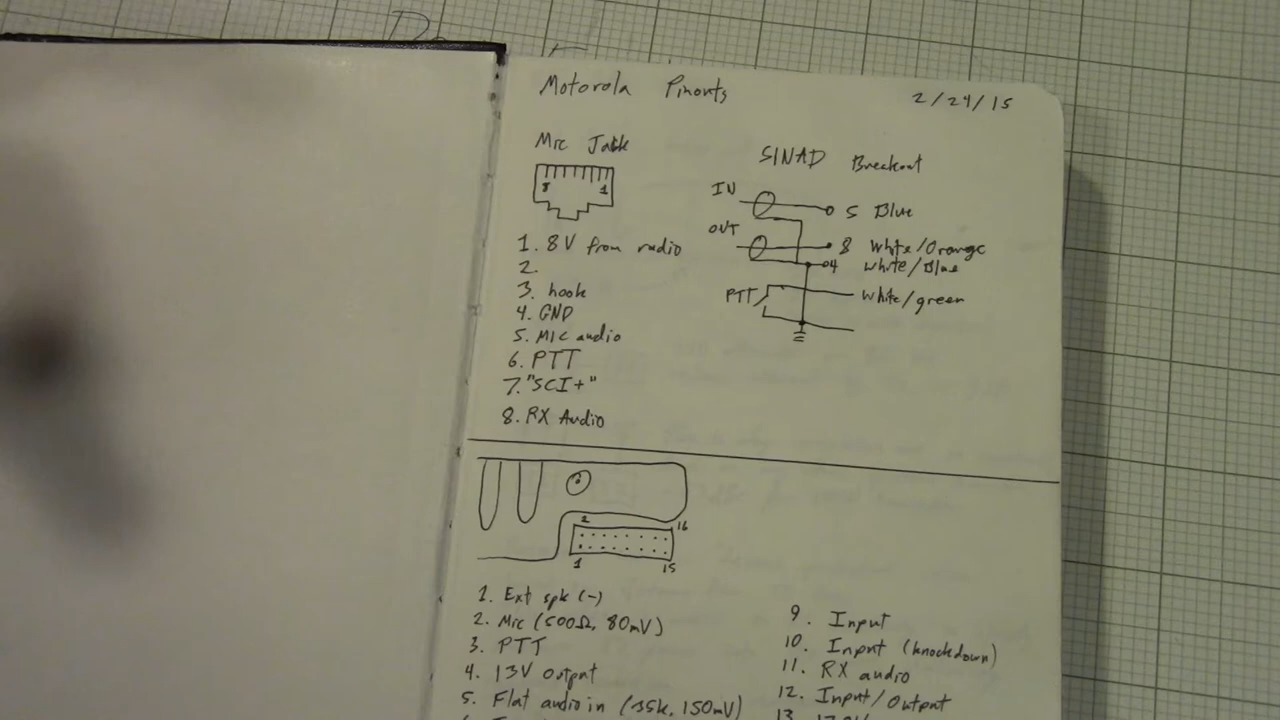 Motorola Pinouts 2/24/15
Mic Jack
8 1
1. 8V from radio
2.
3. hook
4. GND
5. MIC audio
6. PTT
7. "SCI+"
8. RX Audio
SINAD Breakout
IN 5 Blue
OUT 8 White/Orange
4 White/Blue
PTT White/green
2 16
1 15
1. Ext spk (-)
2. Mic (500Ω, 80mV)
3. PTT
4. 13V output
5. Flat audio in (35k, 150mV)
9. Input
10. Input (knockdown)
11. RX audio
12. Input/Output
13.